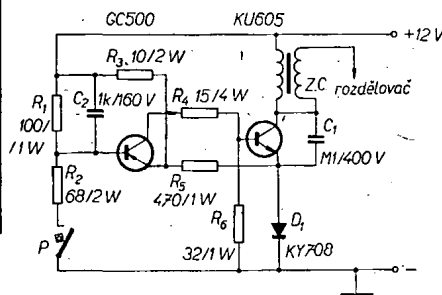 GC500 KU605
+12V
R3 10/2 W
C2 1k/160 V
R4 15/4 W
Z.C.
rozdělovač
R1 100/ /1 W
C1 M1/400 V
R2 68/2 W
R5 470/1 W
R6 32/1 W
D1 KY708
P
-